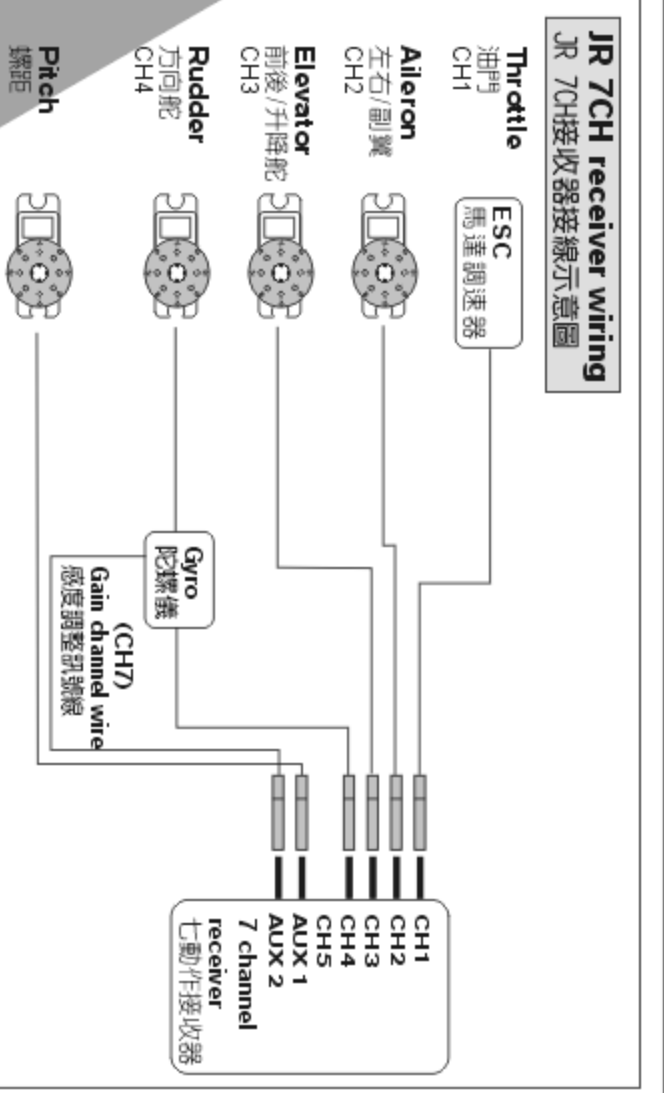 JR 7CH receiver wiring
JR 7CH接收器接線示意圖
Throttle
油門
CH1
ESC
馬達調速器
Aileron
左右/副翼
CH2
Elevator
前後/升降舵
CH3
Rudder
方向舵
CH4
Pitch
螺距
Gyro
陀螺儀
(CH7)
Gain channel wire
感度調整訊號線
CH1
CH2
CH3
CH4
CH5
AUX 1
AUX 2
7 channel
receiver
七動作接收器